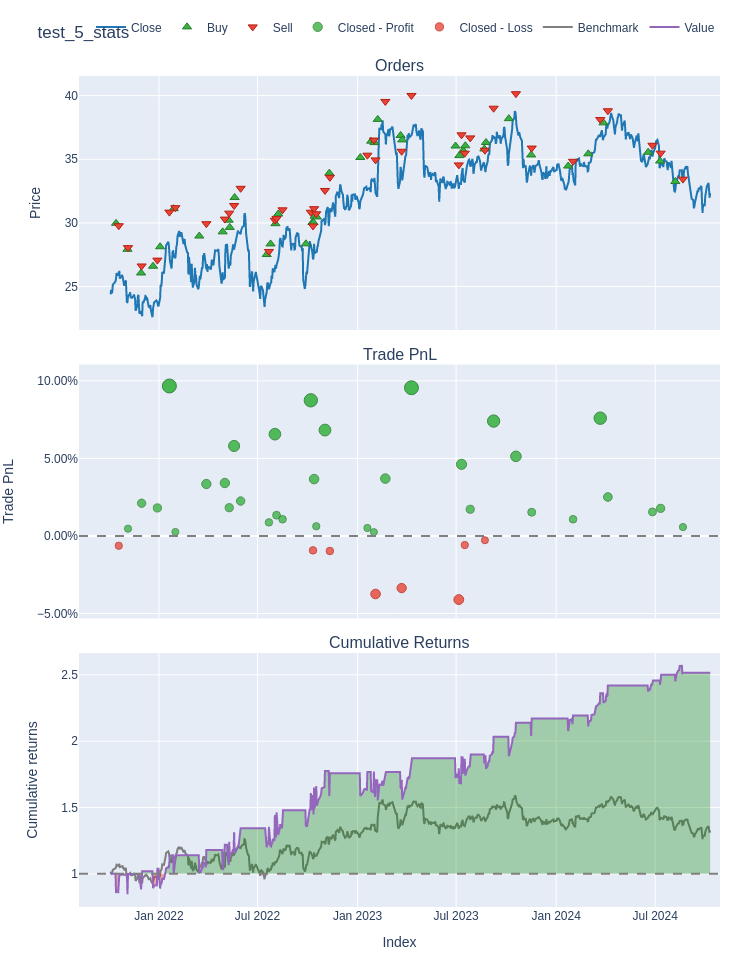 test_5_stats
Close Buy Sell Closed - Profit Closed - Loss Benchmark Value
Orders
40
35
30
25
Price
Trade PnL
10.00%
5.00%
0.00%
−5.00%
Trade PnL
Cumulative Returns
2.5
2
1.5
1
Cumulative returns
Jan 2022 Jul 2022 Jan 2023 Jul 2023 Jan 2024 Jul 2024
Index